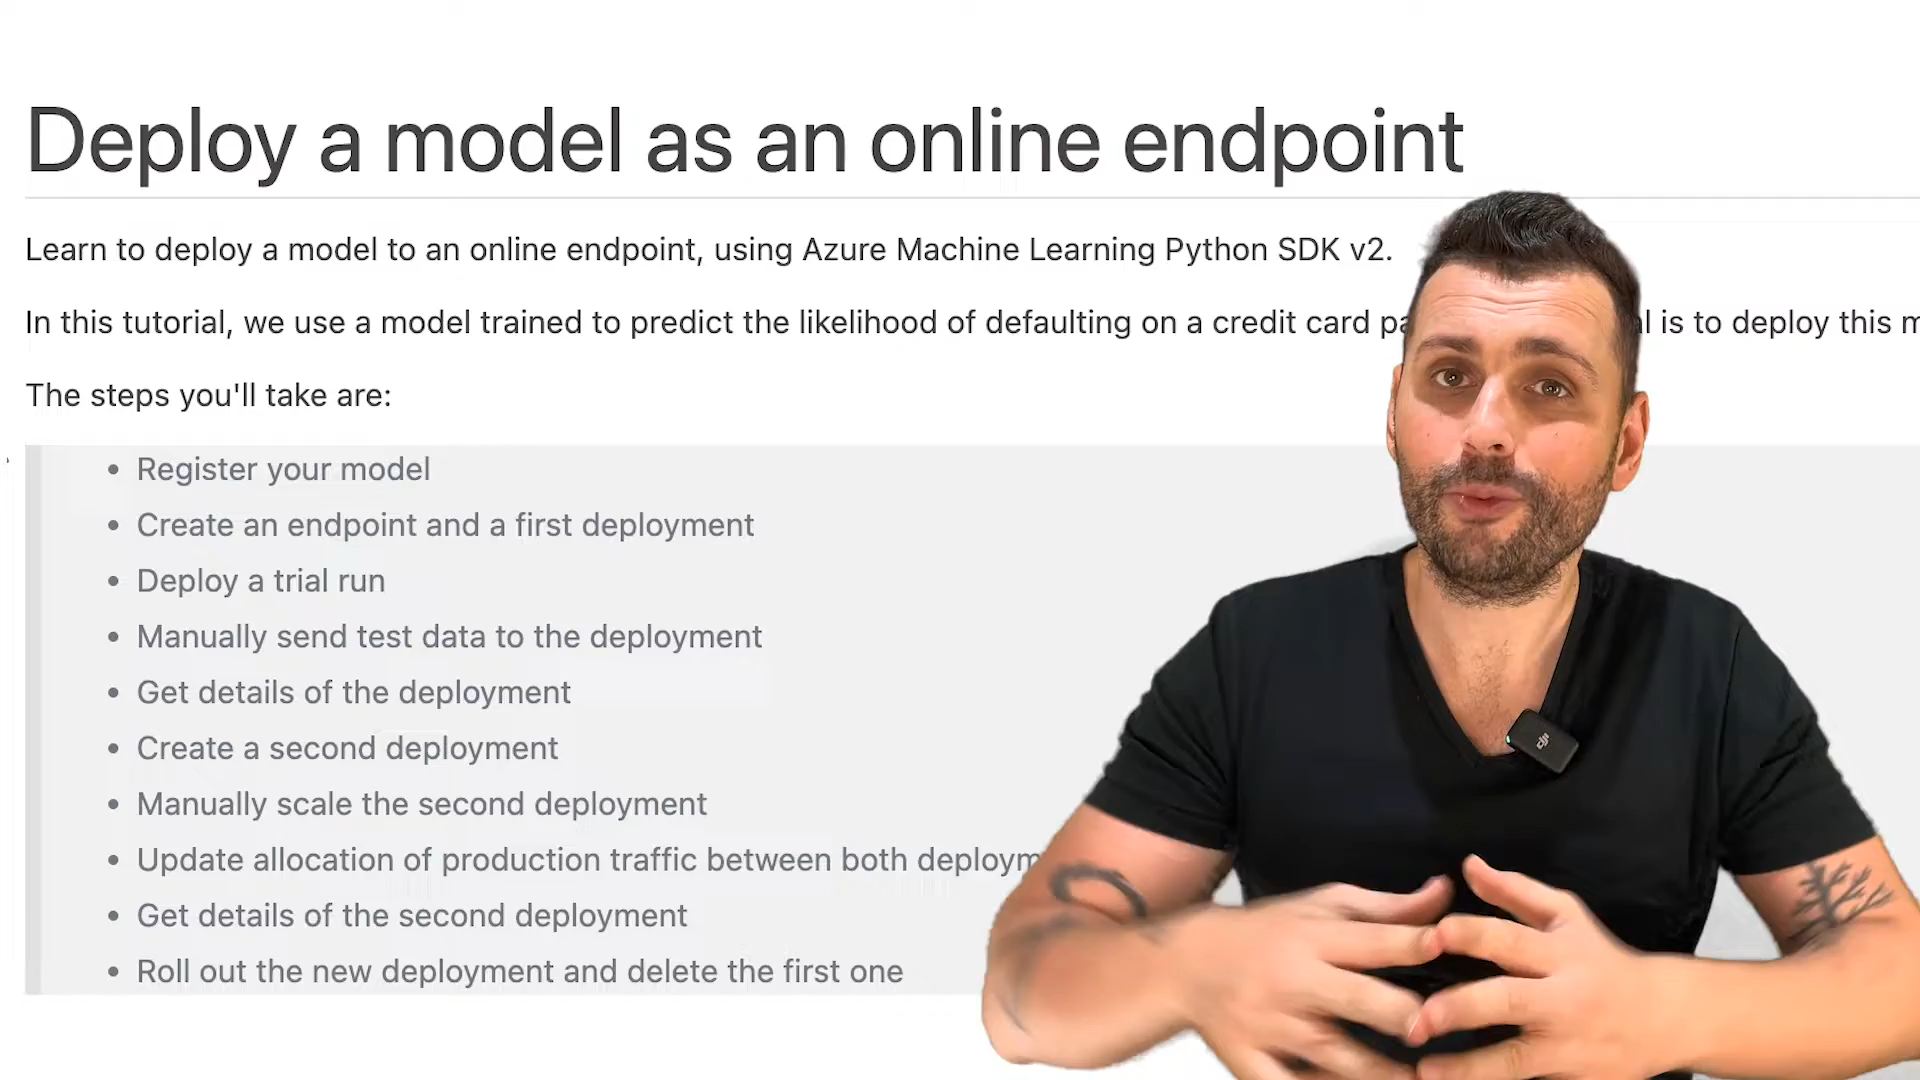 Deploy a model as an online endpoint
Learn to deploy a model to an online endpoint, using Azure Machine Learning Python SDK v2.
In this tutorial, we use a model trained to predict the likelihood of defaulting on a credit card is to deploy this
The steps you'll take are:
• Register your model
• Create an endpoint and a first deployment
• Deploy a trial run
• Manually send test data to the deployment
• Get details of the deployment
• Create a second deployment
• Manually scale the second deployment
• Update allocation of production traffic between both
• Get details of the second deployment
• Roll out the new deployment and delete the first one
dji